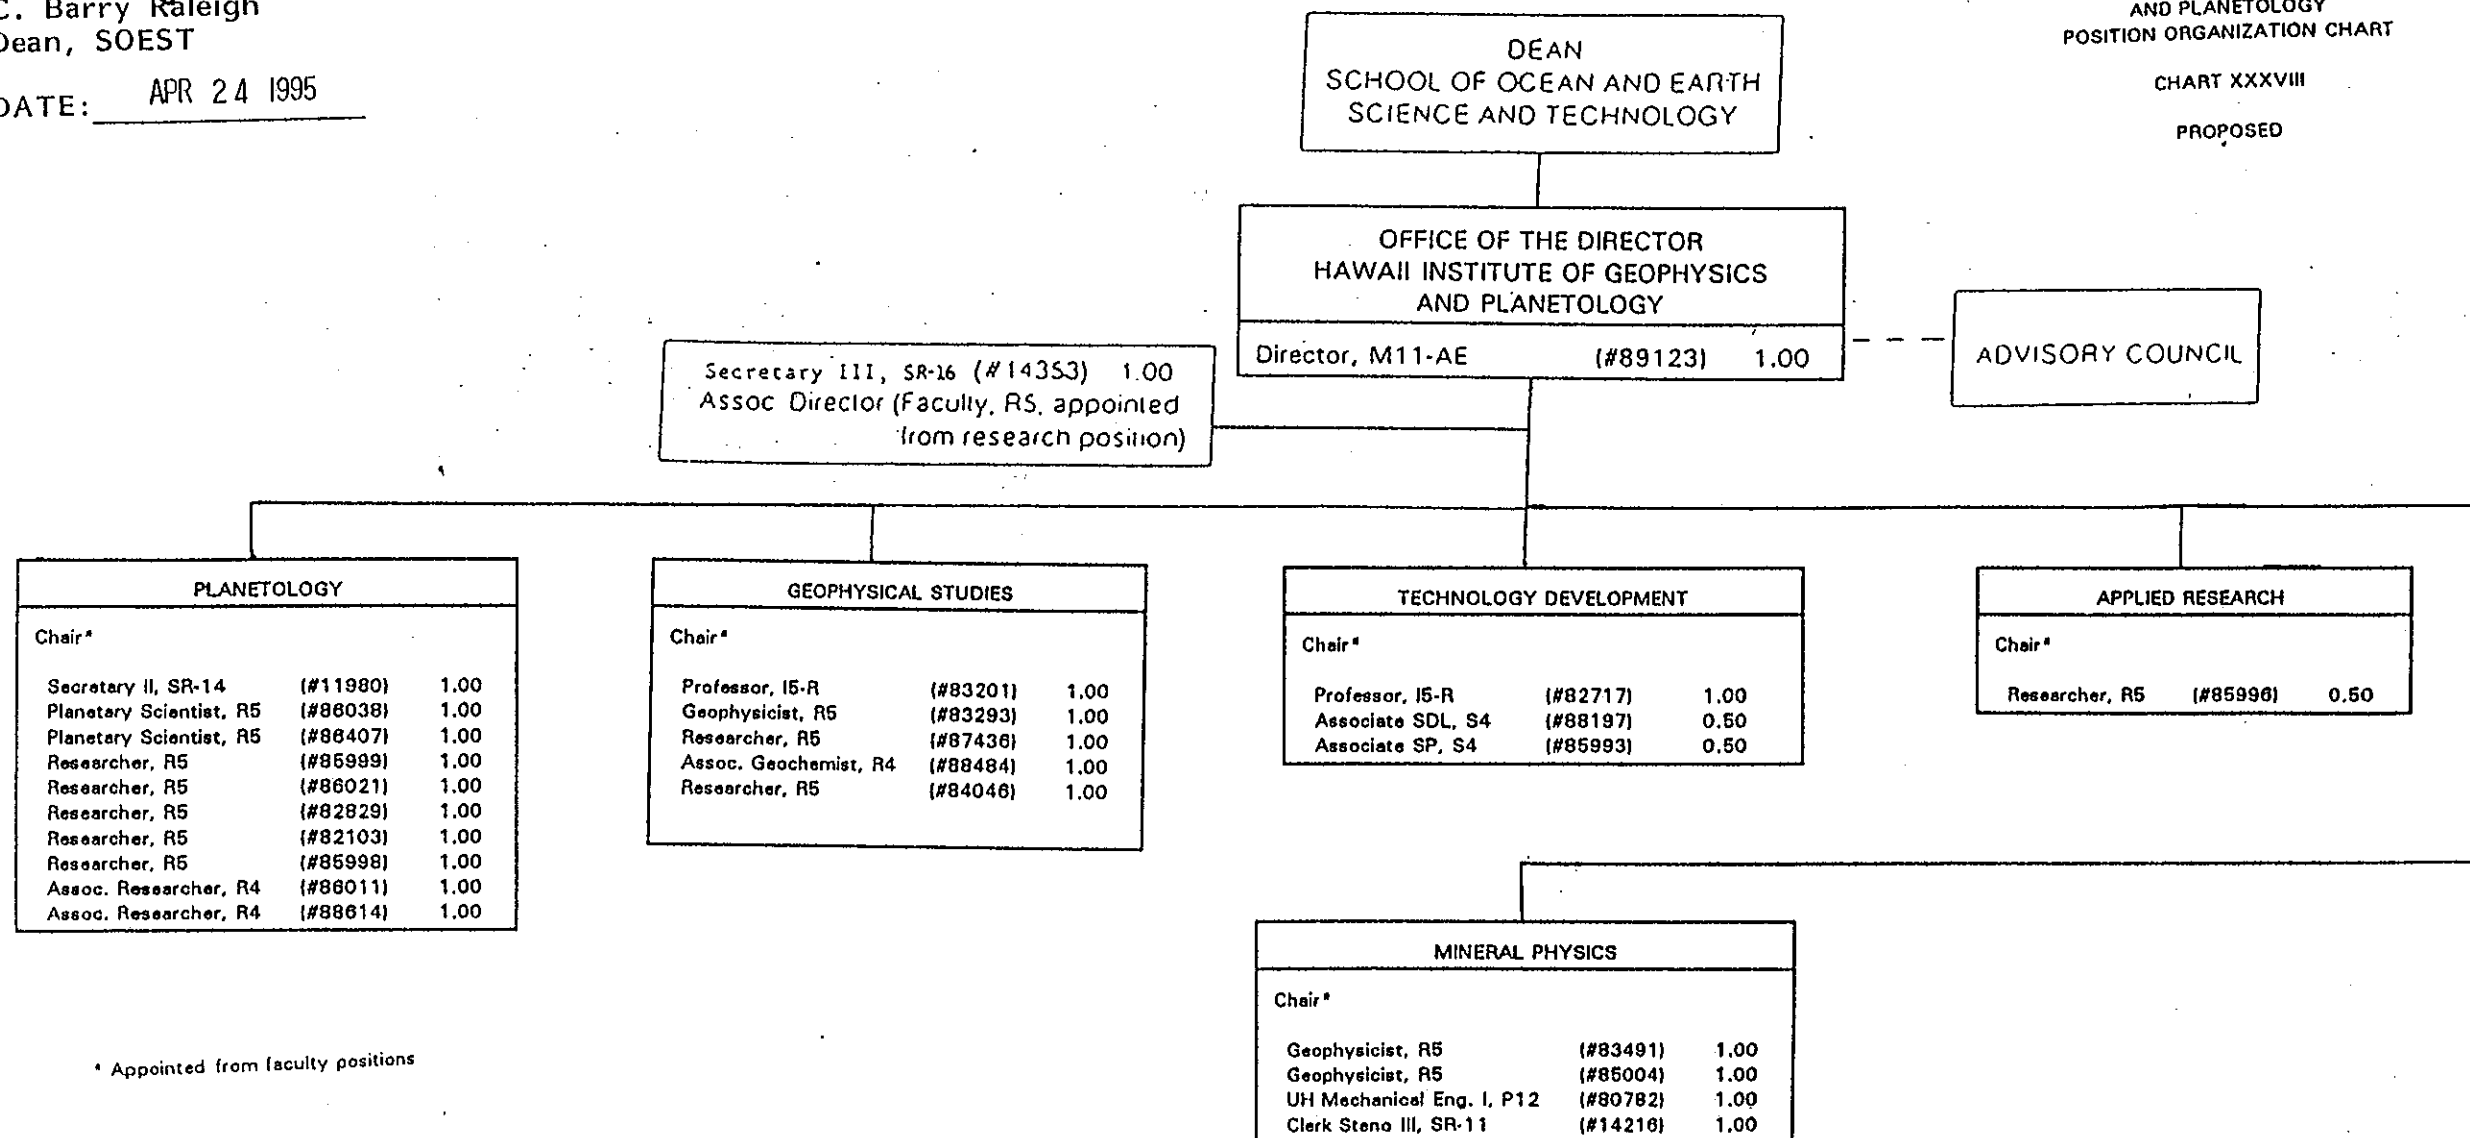 C. Barry Raleigh
Dean, SOEST
DATE: APR 24 1995
AND PLANETOLOGY
POSITION ORGANIZATION CHART
CHART XXXVIII
PROPOSED
DEAN
SCHOOL OF OCEAN AND EARTH
SCIENCE AND TECHNOLOGY
OFFICE OF THE DIRECTOR
HAWAII INSTITUTE OF GEOPHYSICS
AND PLANETOLOGY
Director, M11-AE (#89123) 1.00
ADVISORY COUNCIL
Secretary III, SR-16 (#14353) 1.00
Assoc Director (Faculty, R5, appointed
from research position)
PLANETOLOGY
Chair*
Secretary II, SR-14 (#11980) 1.00
Planetary Scientist, R5 (#86038) 1.00
Planetary Scientist, R5 (#86407) 1.00
Researcher, R5 (#85999) 1.00
Researcher, R5 (#86021) 1.00
Researcher, R5 (#82829) 1.00
Researcher, R5 (#82103) 1.00
Researcher, R5 (#85998) 1.00
Assoc. Researcher, R4 (#86011) 1.00
Assoc. Researcher, R4 (#88614) 1.00
GEOPHYSICAL STUDIES
Chair*
Professor, I5-R (#83201) 1.00
Geophysicist, R5 (#83293) 1.00
Researcher, R5 (#87436) 1.00
Assoc. Geochemist, R4 (#88484) 1.00
Researcher, R5 (#84046) 1.00
TECHNOLOGY DEVELOPMENT
Chair*
Professor, I5-R (#82717) 1.00
Associate SDL, S4 (#88197) 0.50
Associate SP, S4 (#85993) 0.50
APPLIED RESEARCH
Chair*
Researcher, R5 (#85996) 0.50
MINERAL PHYSICS
Chair*
Geophysicist, R5 (#83491) 1.00
Geophysicist, R5 (#85004) 1.00
UH Mechanical Eng. I, P12 (#80782) 1.00
Clerk Steno III, SR-11 (#14216) 1.00
* Appointed from faculty positions